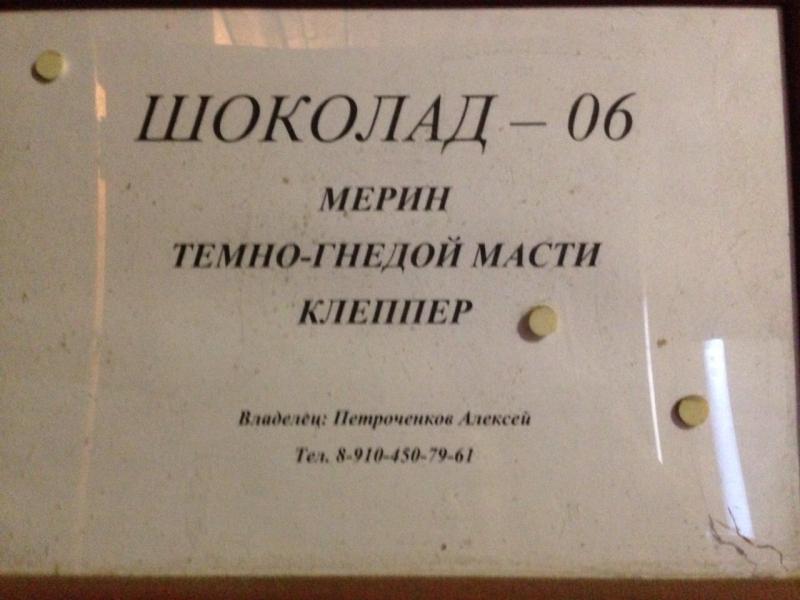 ШОКОЛАД – 06
МЕРИН
ТЕМНО-ГНЕДОЙ МАСТИ
КЛЕППЕР
Владелец: Петроченков Алексей
Тел. 8-910-450-79-61